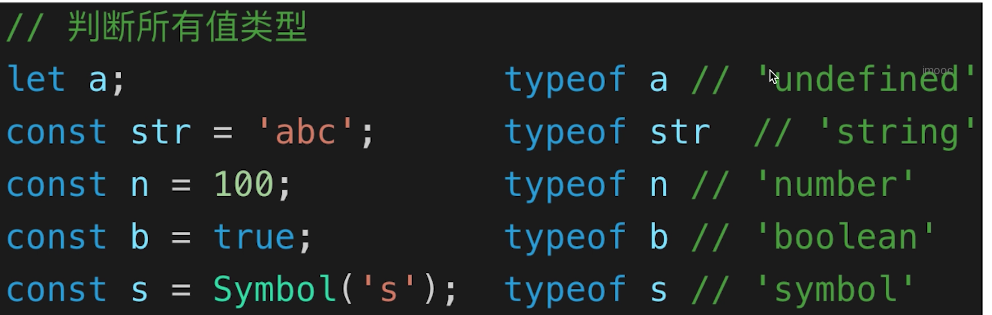 // 判断所有值类型
let a; typeof a // 'undefined'
const str = 'abc'; typeof str // 'string'
const n = 100; typeof n // 'number'
const b = true; typeof b // 'boolean'
const s = Symbol('s'); typeof s // 'symbol'
imooc